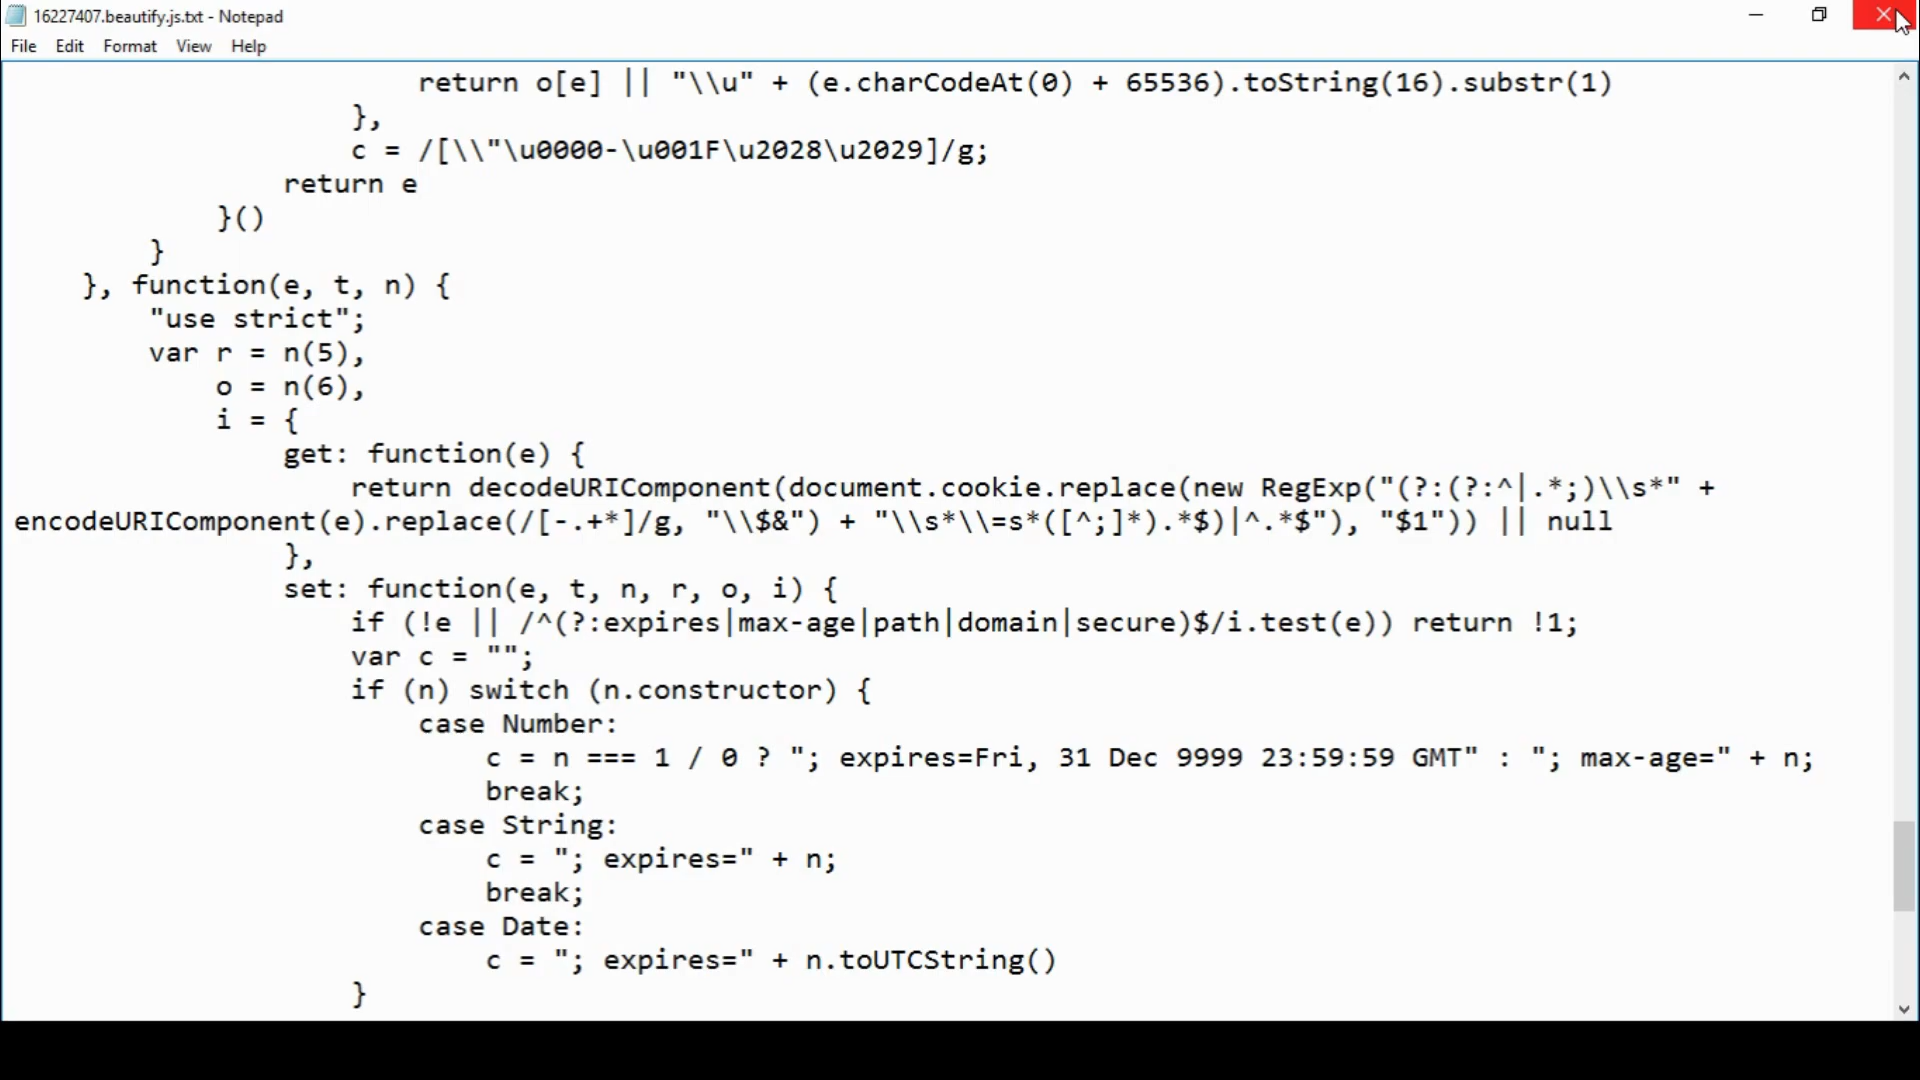 16227407.beautify.js.txt - Notepad
File Edit Format View Help
return o[e] || "\\u" + (e.charCodeAt(0) + 65536).toString(16).substr(1)
},
c = /[\\"\u0000-\u001F\u2028\u2029]/g;
return e
}()
}
}, function(e, t, n) {
"use strict";
var r = n(5),
o = n(6),
i = {
get: function(e) {
return decodeURIComponent(document.cookie.replace(new RegExp("(?:(?:^|.*;)\\s*" +
encodeURIComponent(e).replace(/[-.+*]/g, "\\$&") + "\\s*\\=s*([^;]*).*$)|^.*$"), "$1")) || null
},
set: function(e, t, n, r, o, i) {
if (!e || /^(?:expires|max-age|path|domain|secure)$/i.test(e)) return !1;
var c = "";
if (n) switch (n.constructor) {
case Number:
c = n === 1 / 0 ? "; expires=Fri, 31 Dec 9999 23:59:59 GMT" : "; max-age=" + n;
break;
case String:
c = "; expires=" + n;
break;
case Date:
c = "; expires=" + n.toUTCString()
}